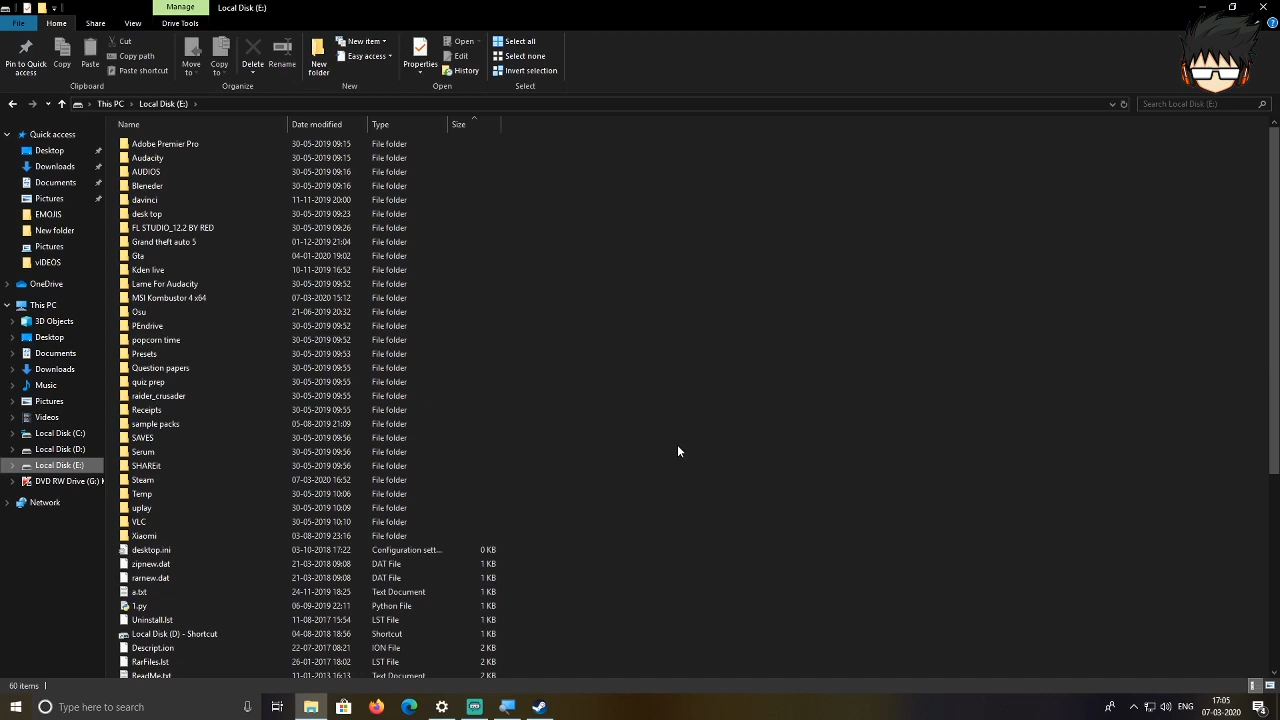 Manage Local Disk (E:)
File Home Share View Drive Tools
Pin to Quick access
Copy
Paste
Cut
Copy path
Paste shortcut
Clipboard
Move to
Copy to
Delete
Rename
Organize
New folder
New item
Easy access
New
Properties
Open
Edit
History
Open
Select all
Select none
Invert selection
Select
This PC Local Disk (E:) Search Local Disk (E:)
Quick access
Desktop
Downloads
Documents
Pictures
EMOJIS
New folder
Pictures
vIDEOS
OneDrive
This PC
3D Objects
Desktop
Documents
Downloads
Music
Pictures
Videos
Local Disk (C:)
Local Disk (D:)
Local Disk (E:)
DVD RW Drive (G:) K
Network
Name Date modified Type Size
Adobe Premier Pro 30-05-2019 09:15 File folder
Audacity 30-05-2019 09:15 File folder
AUDIOS 30-05-2019 09:16 File folder
Bleneder 30-05-2019 09:16 File folder
davinci 11-11-2019 20:00 File folder
desk top 30-05-2019 09:23 File folder
FL STUDIO_12.2 BY RED 30-05-2019 09:26 File folder
Grand theft auto 5 01-12-2019 21:04 File folder
Gta 04-01-2020 19:02 File folder
Kden live 10-11-2019 16:52 File folder
Lame For Audacity 30-05-2019 09:52 File folder
MSI Kombustor 4 x64 07-03-2020 15:12 File folder
Osu 21-06-2019 20:32 File folder
PEndrive 30-05-2019 09:52 File folder
popcorn time 30-05-2019 09:52 File folder
Presets 30-05-2019 09:53 File folder
Question papers 30-05-2019 09:55 File folder
quiz prep 30-05-2019 09:55 File folder
raider_crusader 30-05-2019 09:55 File folder
Receipts 30-05-2019 09:55 File folder
sample packs 05-08-2019 21:09 File folder
SAVES 30-05-2019 09:56 File folder
Serum 30-05-2019 09:56 File folder
SHAREit 30-05-2019 09:56 File folder
Steam 07-03-2020 16:52 File folder
Temp 30-05-2019 10:06 File folder
uplay 30-05-2019 10:09 File folder
VLC 30-05-2019 10:10 File folder
Xiaomi 03-08-2019 23:16 File folder
desktop.ini 03-10-2018 17:22 Configuration sett... 0 KB
zipnew.dat 21-03-2018 09:08 DAT File 1 KB
rarnew.dat 21-03-2018 09:08 DAT File 1 KB
a.txt 24-11-2019 18:25 Text Document 1 KB
1.py 06-09-2019 22:11 Python File 1 KB
Uninstall.lst 11-08-2017 15:54 LST File 1 KB
Local Disk (D) - Shortcut 04-08-2018 18:56 Shortcut 1 KB
Descript.ion 22-07-2017 08:21 ION File 2 KB
RarFiles.lst 26-01-2017 18:02 LST File 2 KB
ReadMe.txt 11-01-2013 16:13 Text Document 2 KB
60 items
Type here to search
ENG
17:05
07-03-2020